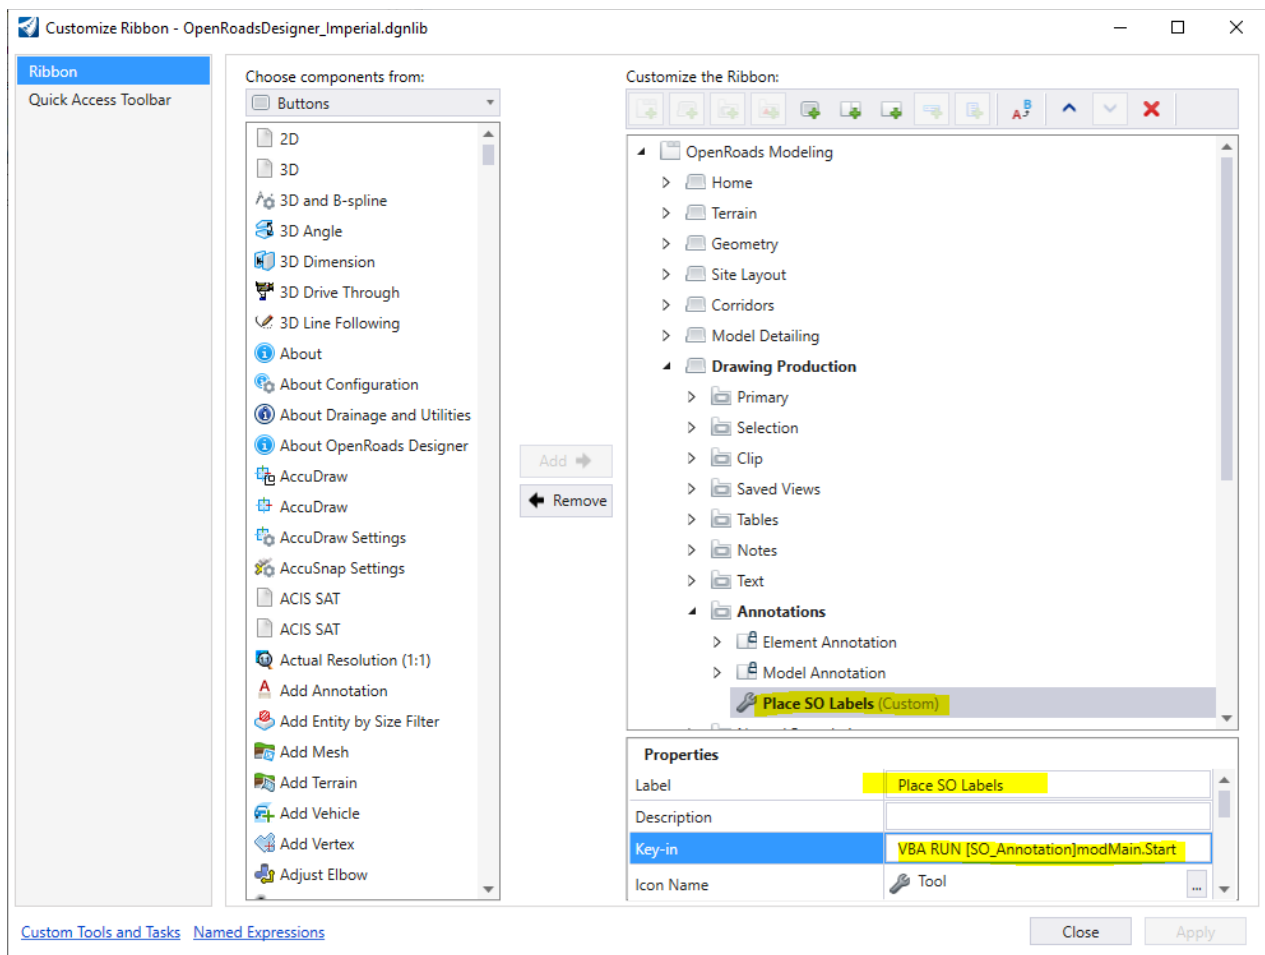 Customize Ribbon - OpenRoadsDesigner_Imperial.dgnlib
Ribbon
Quick Access Toolbar
Choose components from:
Buttons
2D
3D
3D and B-spline
3D Angle
3D Dimension
3D Drive Through
3D Line Following
About
About Configuration
About Drainage and Utilities
About OpenRoads Designer
AccuDraw
AccuDraw
AccuDraw Settings
AccuSnap Settings
ACIS SAT
ACIS SAT
Actual Resolution (1:1)
Add Annotation
Add Entity by Size Filter
Add Mesh
Add Terrain
Add Vehicle
Add Vertex
Adjust Elbow
Add
Remove
Customize the Ribbon:
OpenRoads Modeling
Home
Terrain
Geometry
Site Layout
Corridors
Model Detailing
Drawing Production
Primary
Selection
Clip
Saved Views
Tables
Notes
Text
Annotations
Element Annotation
Model Annotation
Place SO Labels (Custom)
Properties
Label Place SO Labels
Description
Key-in VBA RUN [SO_Annotation]modMain.Start
Icon Name Tool ...
Custom Tools and Tasks Named Expressions
Close Apply